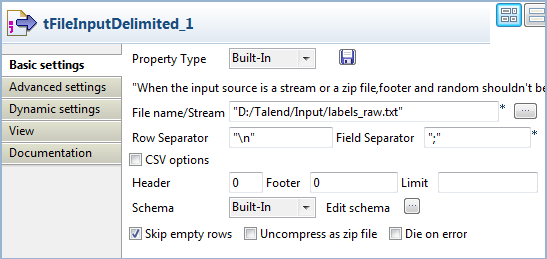 tFileInputDelimited_1
Basic settings
Advanced settings
Dynamic settings
View
Documentation
Property Type Built-In
"When the input source is a stream or a zip file,footer and random shouldn't be
File name/Stream "D:/Talend/Input/labels_raw.txt" * ...
Row Separator "\n" Field Separator ";" *
CSV options
Header 0 Footer 0 Limit
Schema Built-In Edit schema ...
Skip empty rows Uncompress as zip file Die on error